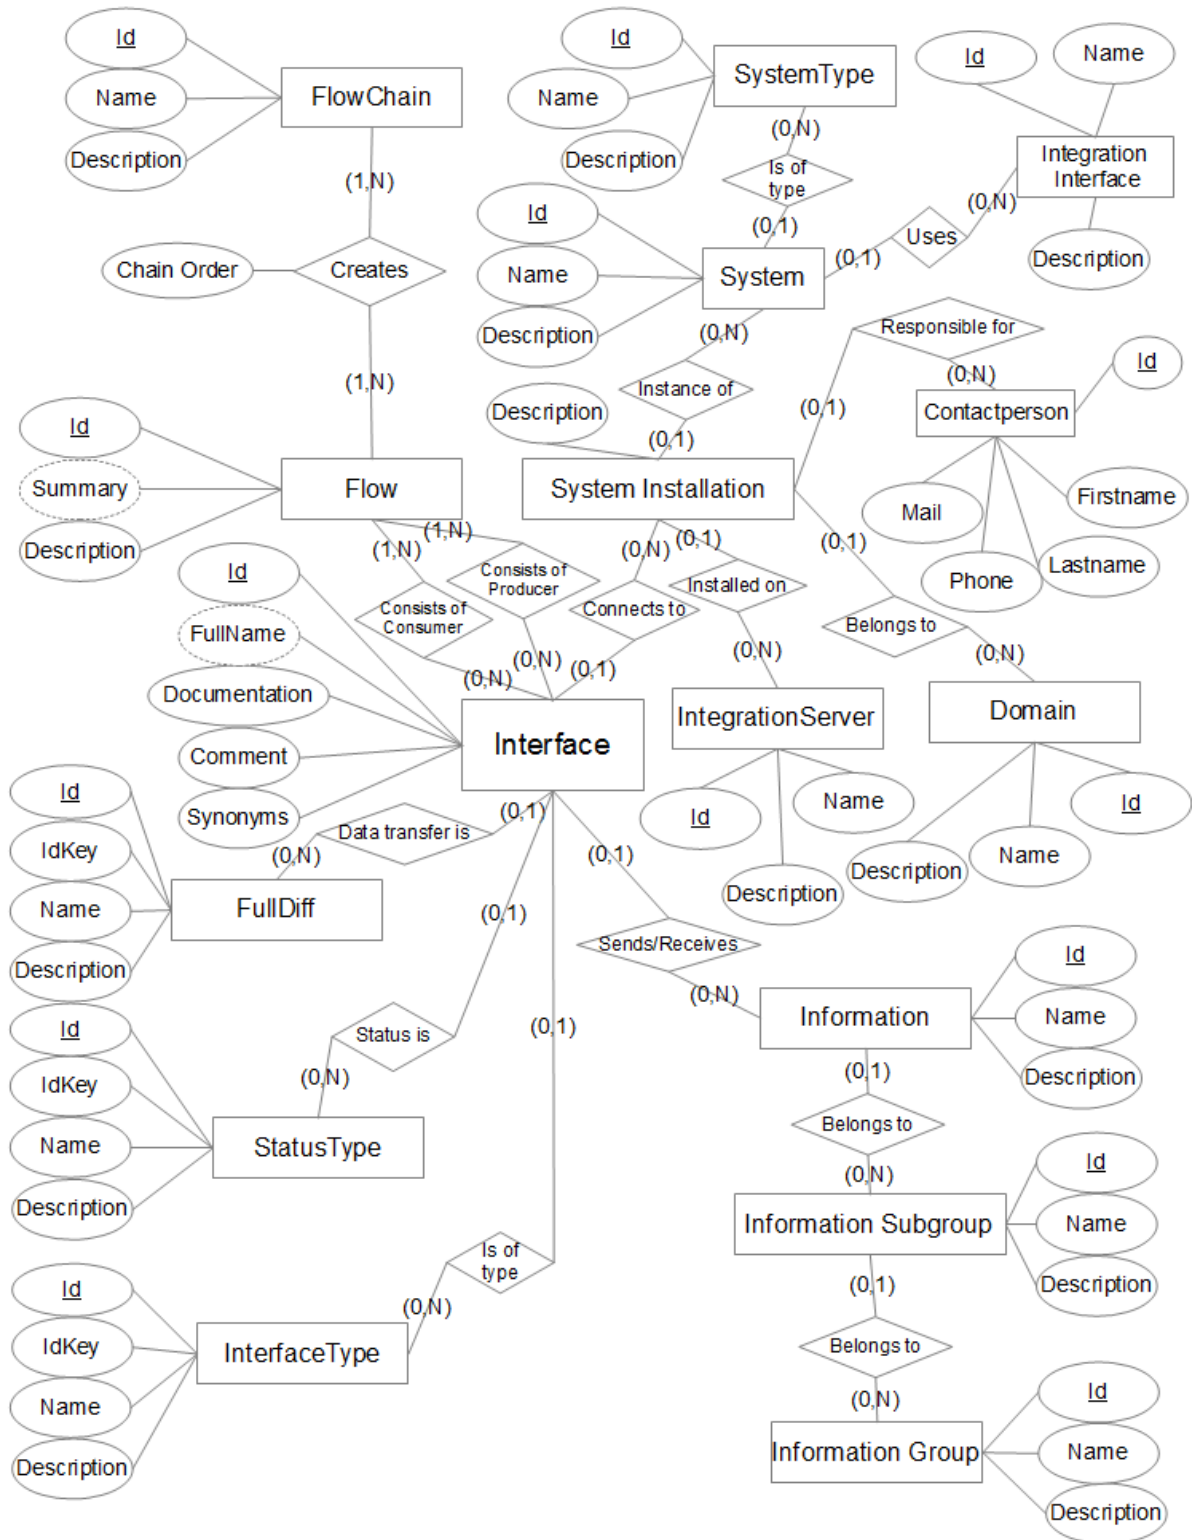 Id
Name
Description
FlowChain
(1,N)
Chain Order
Creates
(1,N)
Id
Summary
Description
Flow
(1,N)
(1,N)
Consists of
Consumer
Consists of
Producer
(0,N)
(0,N)
Id
Name
Description
SystemType
(0,N)
Is of
type
(0,1)
Id
Name
Description
System
(0,1)
Uses
(0,N)
Id
Name
Integration
Interface
Description
(0,N)
Instance of
(0,1)
Description
System Installation
(0,1)
Responsible for
(0,N)
Contactperson
Id
Mail
Phone
Firstname
Lastname
(0,N)
Connects to
(0,1)
(0,1)
Installed on
(0,N)
IntegrationServer
Id
Description
Name
(0,1)
Belongs to
(0,N)
Domain
Description
Name
Id
Id
FullName
Documentation
Comment
Synonyms
Interface
(0,1)
Data transfer is
(0,N)
Id
IdKey
Name
Description
FullDiff
(0,1)
Status is
(0,N)
Id
IdKey
Name
Description
StatusType
(0,1)
Is of
type
(0,N)
Id
IdKey
Name
Description
InterfaceType
(0,1)
Sends/Receives
(0,N)
Information
Id
Name
Description
(0,1)
Belongs to
(0,N)
Information Subgroup
Id
Name
Description
(0,1)
Belongs to
(0,N)
Information Group
Id
Name
Description